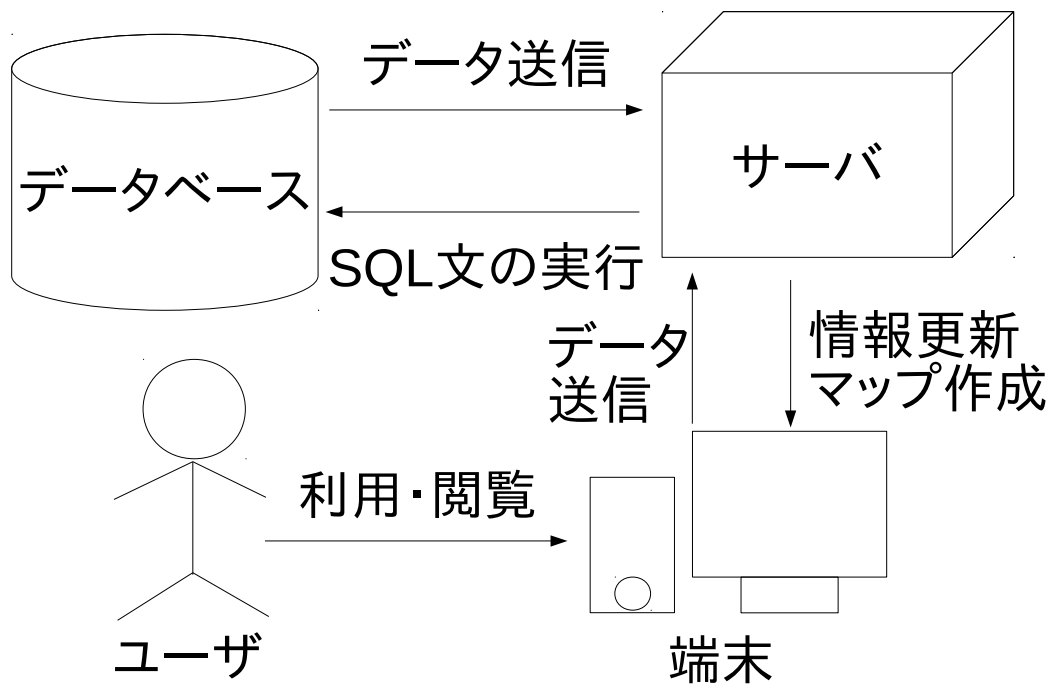 データ送信
データベース
サーバ
SQL文の実行
データ
送信
情報更新
マップ作成
利用・閲覧
ユーザ
端末